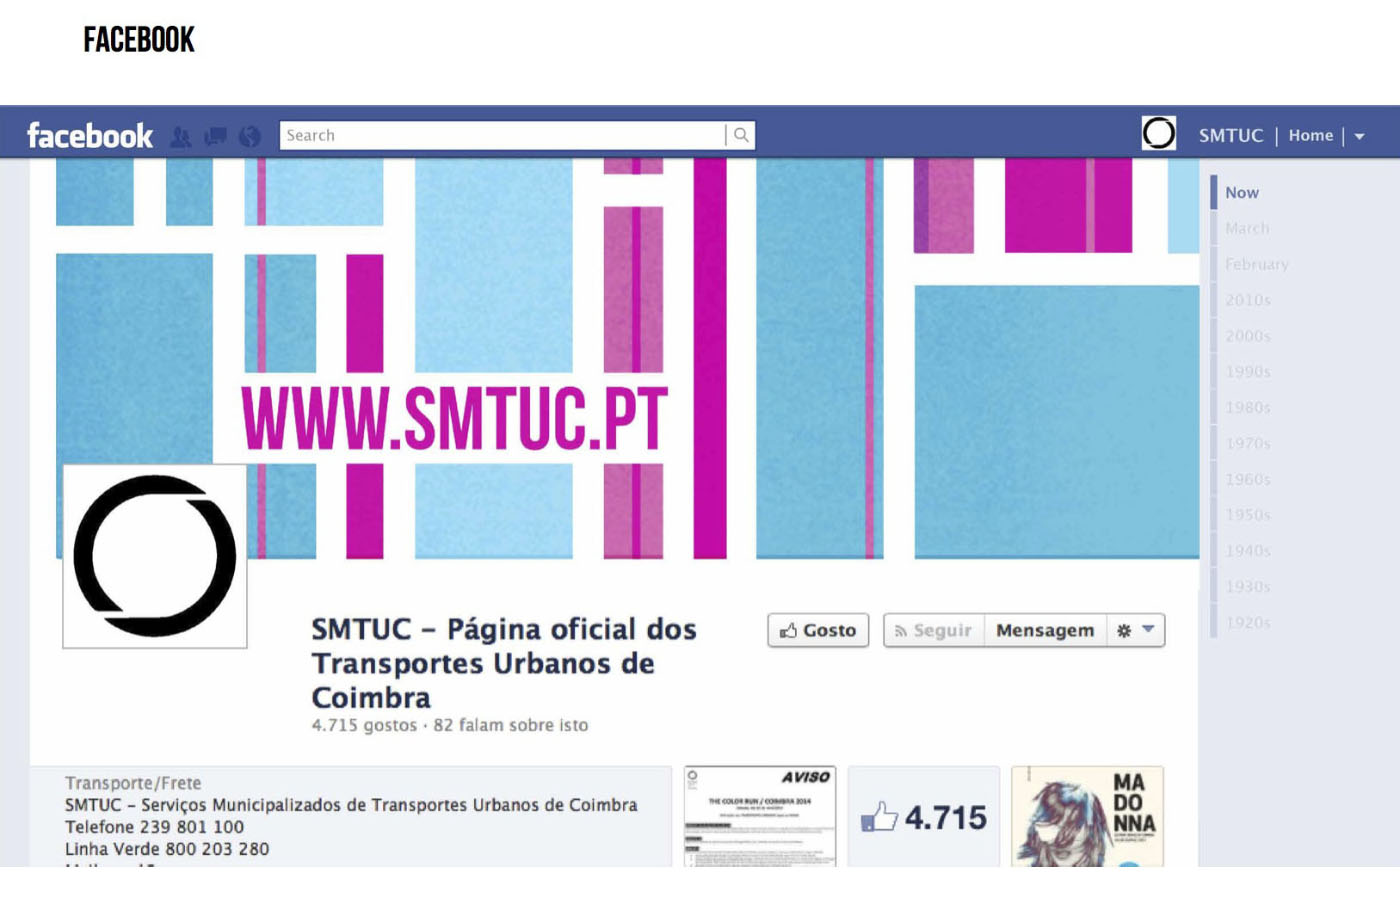 FACEBOOK
facebook
Search
SMTUC | Home |
Now
March
February
2010s
2000s
1990s
1980s
1970s
1960s
1950s
1940s
1930s
1920s
WWW.SMTUC.PT
SMTUC – Página oficial dos
Transportes Urbanos de
Coimbra
4.715 gostos · 82 falam sobre isto
Gosto
Seguir
Mensagem
Transporte/Frete
SMTUC – Serviços Municipalizados de Transportes Urbanos de Coimbra
Telefone 239 801 100
Linha Verde 800 203 280
AVISO
THE COLOR RUN / COIMBRA 2014
4.715
MA
DO
NNA